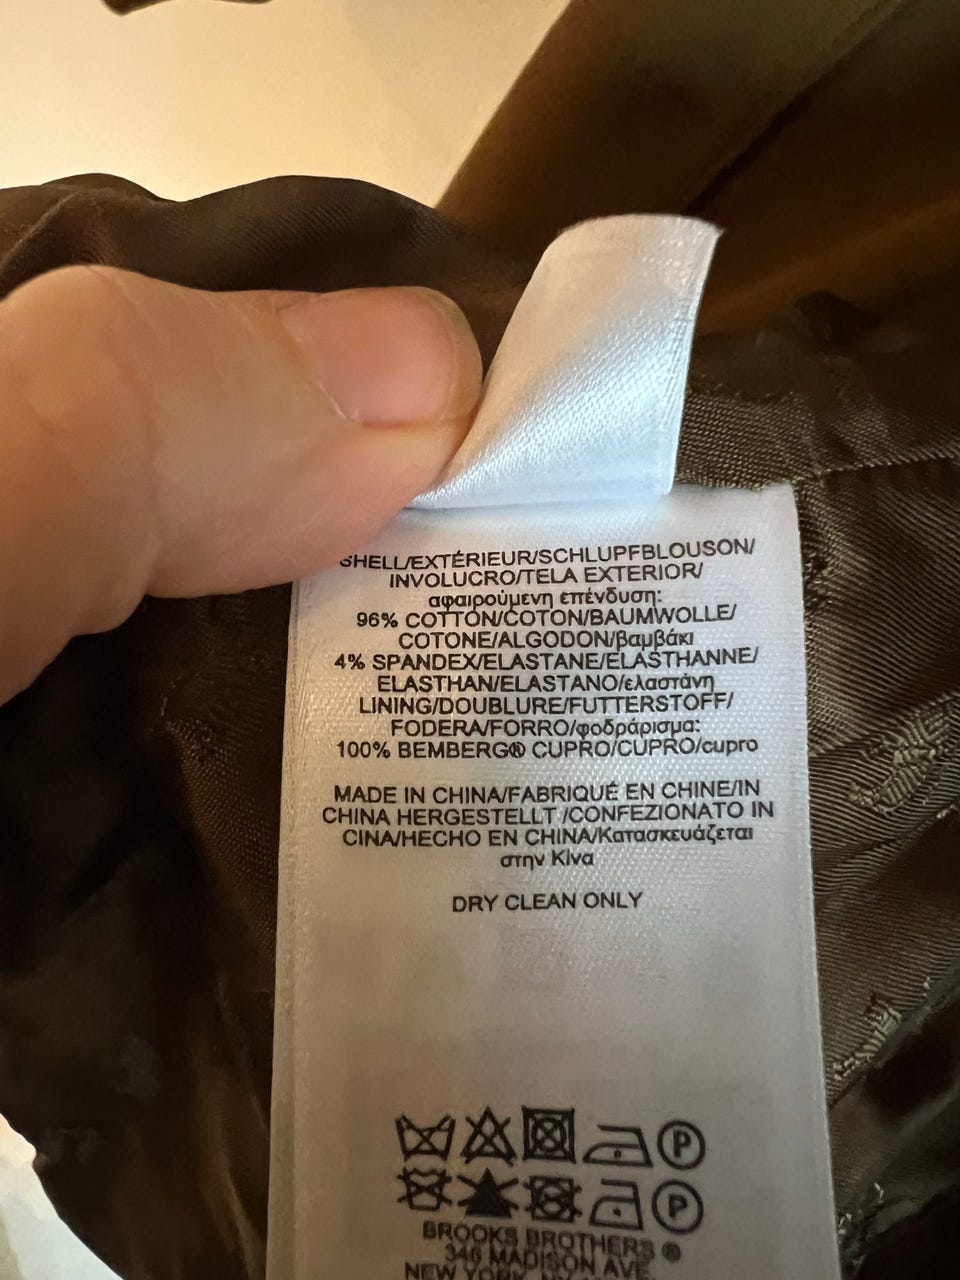 SHELL/EXTÉRIEUR/SCHLUPFBLOUSON/
INVOLUCRO/TELA EXTERIOR/
αφαιρούμενη επένδυση:
96% COTTON/COTON/BAUMWOLLE/
COTONE/ALGODON/βαμβάκι
4% SPANDEX/ELASTANE/ELASTHANNE/
ELASTHAN/ELASTANO/ελαστάνη
LINING/DOUBLURE/FUTTERSTOFF/
FODERA/FORRO/φοδράρισμα:
100% BEMBERG® CUPRO/CUPRO/cupro
MADE IN CHINA/FABRIQUÉ EN CHINE/IN
CHINA HERGESTELLT /CONFEZIONATO IN
CINA/HECHO EN CHINA/Κατασκευάζεται
στην Κίνα
DRY CLEAN ONLY
P
P
BROOKS BROTHERS ®
346 MADISON AVE
NEW YORK, NY